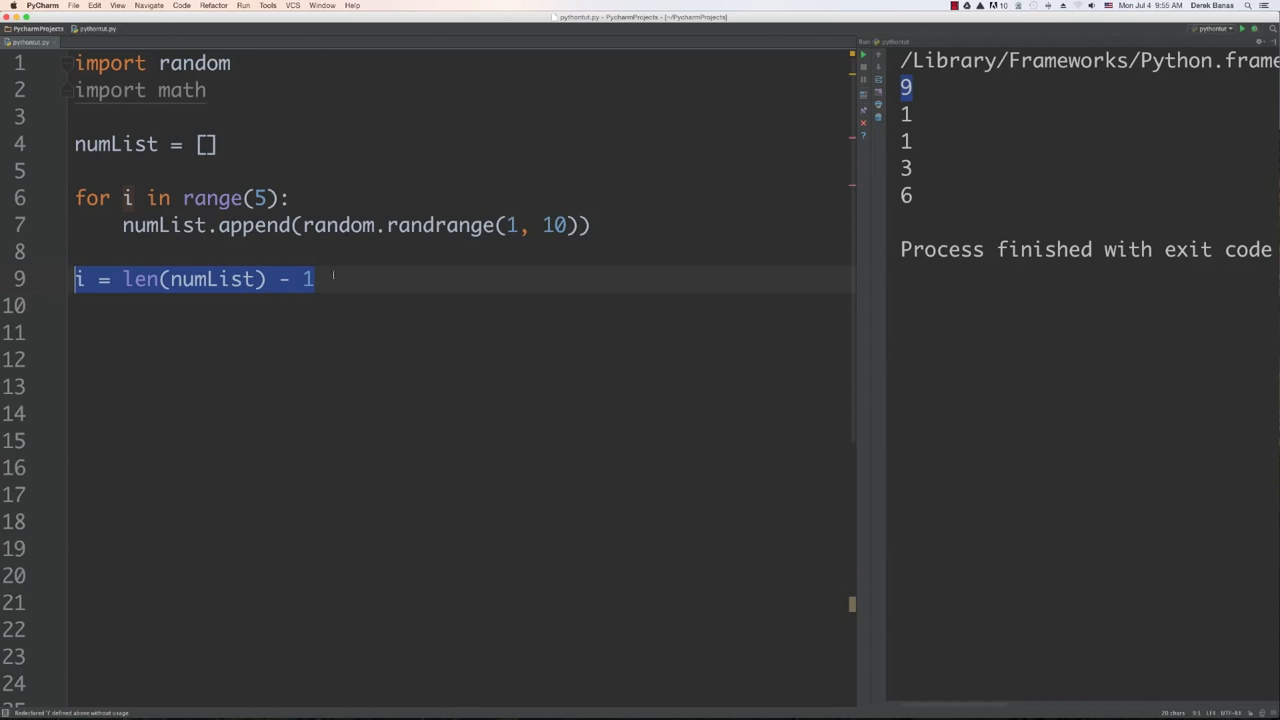 PyCharm File Edit View Navigate Code Refactor Run Tools VCS Window Help
10 Mon Jul 4 9:55 AM Derek Banas
pythontut.py - PycharmProjects - [~/PycharmProjects]
PycharmProjects pythontut.py
pythontut
pythontut.py
Run: pythontut
1 import random
2 import math
3
4 numList = []
5
6 for i in range(5):
7 numList.append(random.randrange(1, 10))
8
9 i = len(numList) - 1
10
11
12
13
14
15
16
17
18
19
20
21
22
23
24
25
/Library/Frameworks/Python.frame
9
1
1
3
6
Process finished with exit code
Redeclared 'i' defined above without usage
20 chars 9:1 LF÷ UTF-8÷